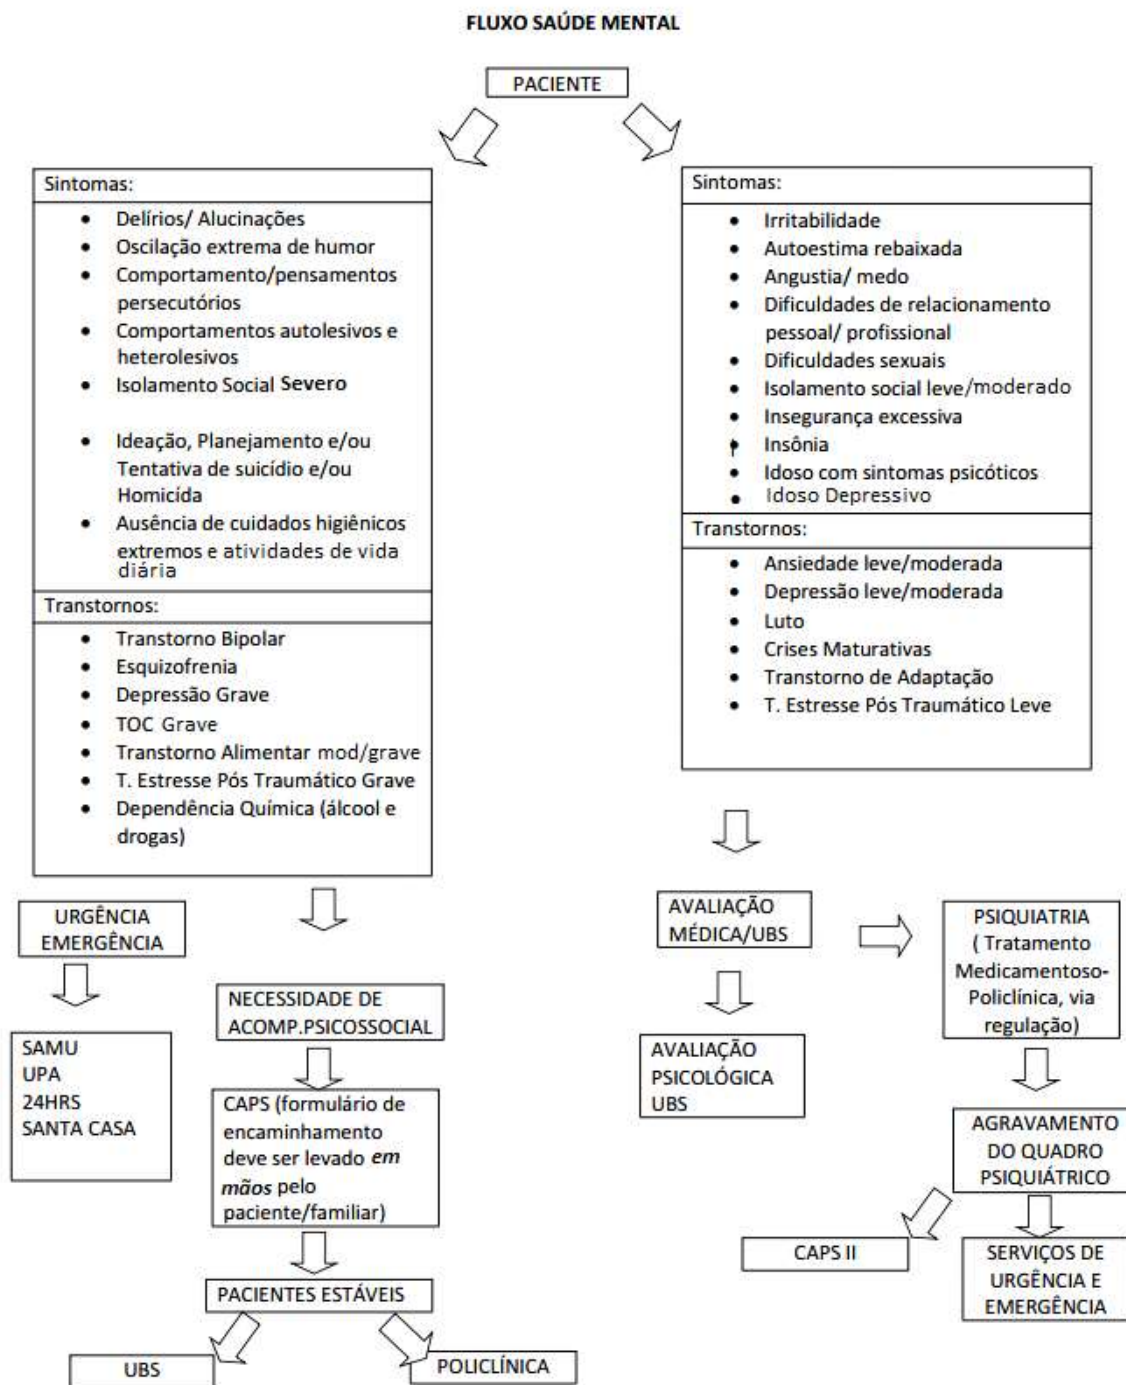 FLUXO SAÚDE MENTAL
PACIENTE
Sintomas:
• Delírios/ Alucinações
• Oscilação extrema de humor
• Comportamento/pensamentos
persecutórios
• Comportamentos autolesivos e
heterolesivos
• Isolamento Social Severo
• Ideação, Planejamento e/ou
Tentativa de suicídio e/ou
Homicída
• Ausência de cuidados higiênicos
extremos e atividades de vida
diária
Transtornos:
• Transtorno Bipolar
• Esquizofrenia
• Depressão Grave
• TOC Grave
• Transtorno Alimentar mod/grave
• T. Estresse Pós Traumático Grave
• Dependência Química (álcool e
drogas)
Sintomas:
• Irritabilidade
• Autoestima rebaixada
• Angustia/ medo
• Dificuldades de relacionamento
pessoal/ profissional
• Dificuldades sexuais
• Isolamento social leve/moderado
• Insegurança excessiva
• Insônia
• Idoso com sintomas psicóticos
• Idoso Depressivo
Transtornos:
• Ansiedade leve/moderada
• Depressão leve/moderada
• Luto
• Crises Maturativas
• Transtorno de Adaptação
• T. Estresse Pós Traumático Leve
URGÊNCIA
EMERGÊNCIA
SAMU
UPA
24HRS
SANTA CASA
NECESSIDADE DE
ACOMP.PSICOSSOCIAL
CAPS (formulário de
encaminhamento
deve ser levado em
mãos pelo
paciente/familiar)
PACIENTES ESTÁVEIS
UBS
POLICLÍNICA
AVALIAÇÃO
MÉDICA/UBS
AVALIAÇÃO
PSICOLÓGICA
UBS
PSIQUIATRIA
( Tratamento
Medicamentoso-
Policlínica, via
regulação)
AGRAVAMENTO
DO QUADRO
PSIQUIÁTRICO
CAPS II
SERVIÇOS DE
URGÊNCIA E
EMERGÊNCIA